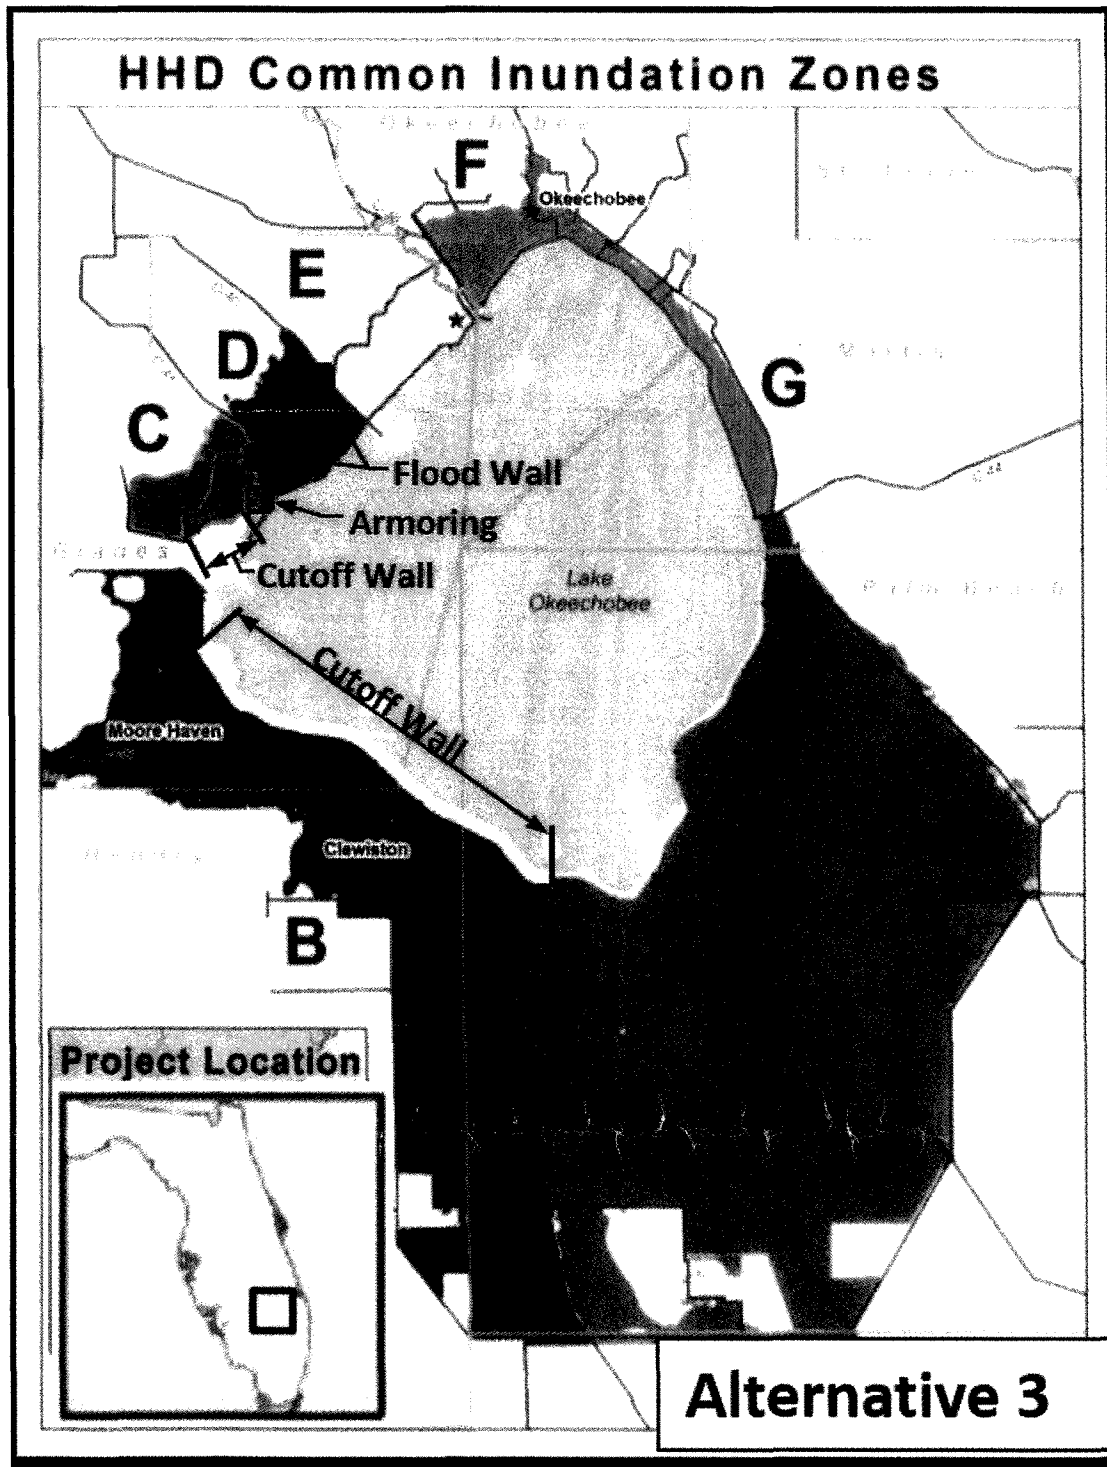 HHD Common Inundation Zones
F
Okeechobee
E
D
G
C
Flood Wall
Armoring
Cutoff Wall
Lake
Okeechobee
Cutoff Wall
Moore Haven
Clewiston
B
Project Location
Alternative 3